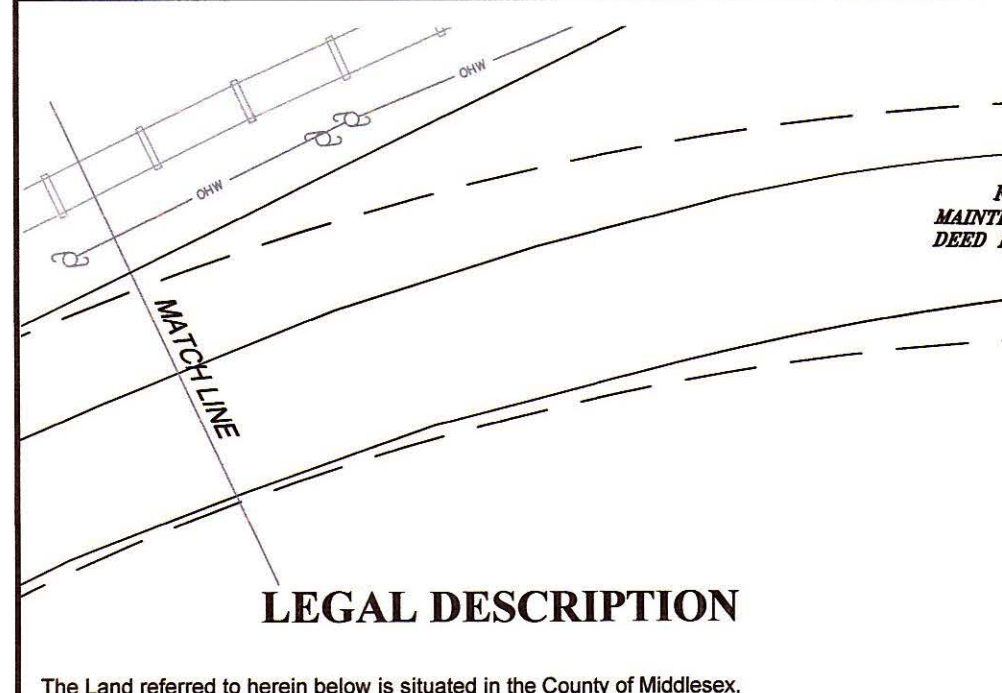 OHW
OHW
MATCH LINE
DEED
LEGAL DESCRIPTION
The Land referred to herein below is situated in the County of Middlesex,